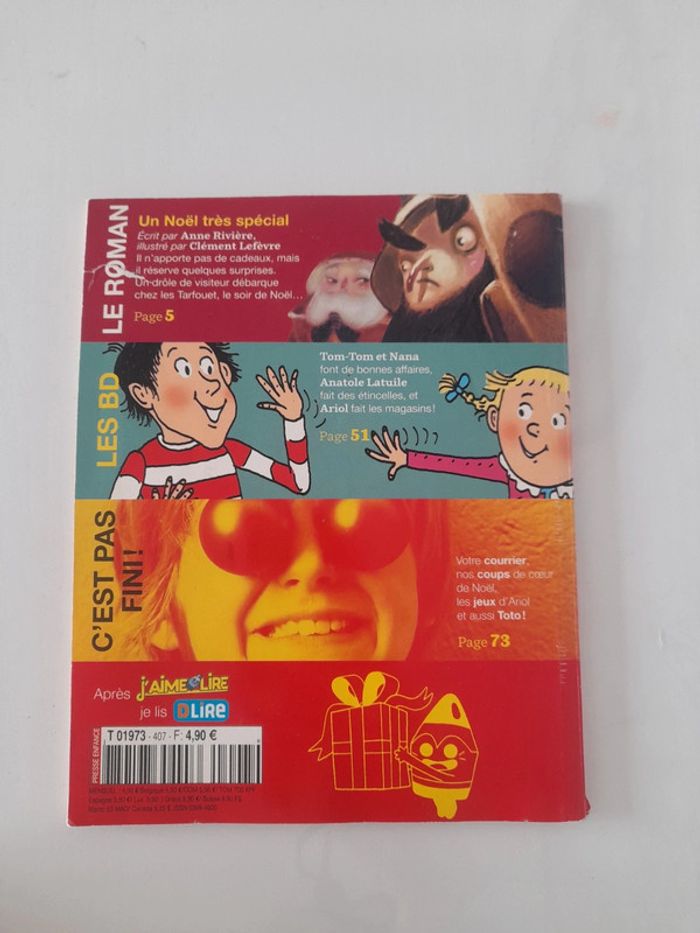 LE ROMAN
Un Noël très spécial
Écrit par Anne Rivière,
illustré par Clément Lefèvre
Il n'apporte pas de cadeaux, mais
il réserve quelques surprises.
Un drôle de visiteur débarque
chez les Tarfouet, le soir de Noël...
Page 5
LES BD
Tom-Tom et Nana
font de bonnes affaires,
Anatole Latuile
fait des étincelles, et
Ariol fait les magasins !
Page 51
C'EST PAS
FINI !
Votre courrier,
nos coups de cœur
de Noël,
les jeux d'Ariol
et aussi Toto !
Page 73
Après J'AIME LIRE
je lis DLiRE
PRESSE ENFANCE
T 01973 - 407 - F: 4,90 €